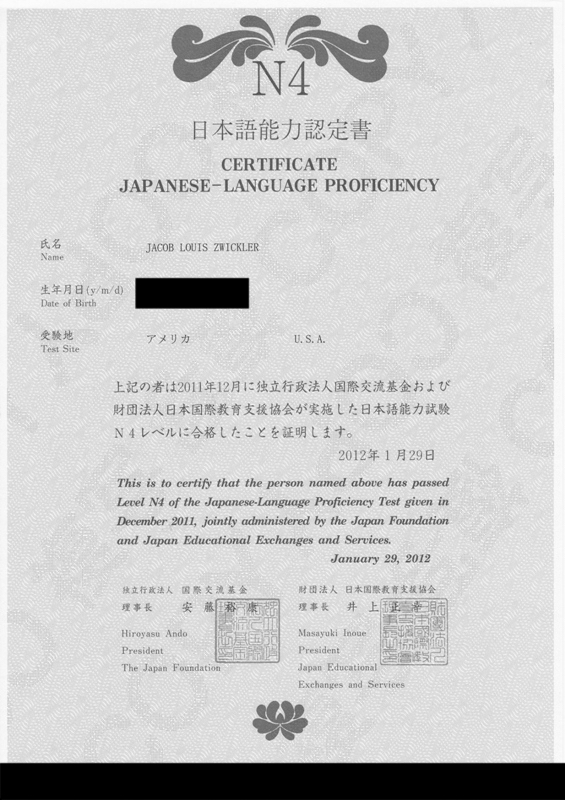 N4
日本語能力認定書
CERTIFICATE
JAPANESE-LANGUAGE PROFICIENCY
氏名
Name
JACOB LOUIS ZWICKLER
生年月日(y/m/d)
Date of Birth
受験地
Test Site
アメリカ
U.S.A.
上記の者は2011年12月に独立行政法人国際交流基金および
財団法人日本国際教育支援協会が実施した日本語能力試験
N4レベルに合格したことを証明します。
2012年1月29日
This is to certify that the person named above has passed
Level N4 of the Japanese-Language Proficiency Test given in
December 2011, jointly administered by the Japan Foundation
and Japan Educational Exchanges and Services.
January 29, 2012
独立行政法人 国際交流基金
理事長 安藤裕康
Hiroyasu Ando
President
The Japan Foundation
財団法人 日本国際教育支援協会
理事長 井上正幸
Masayuki Inoue
President
Japan Educational
Exchanges and Services